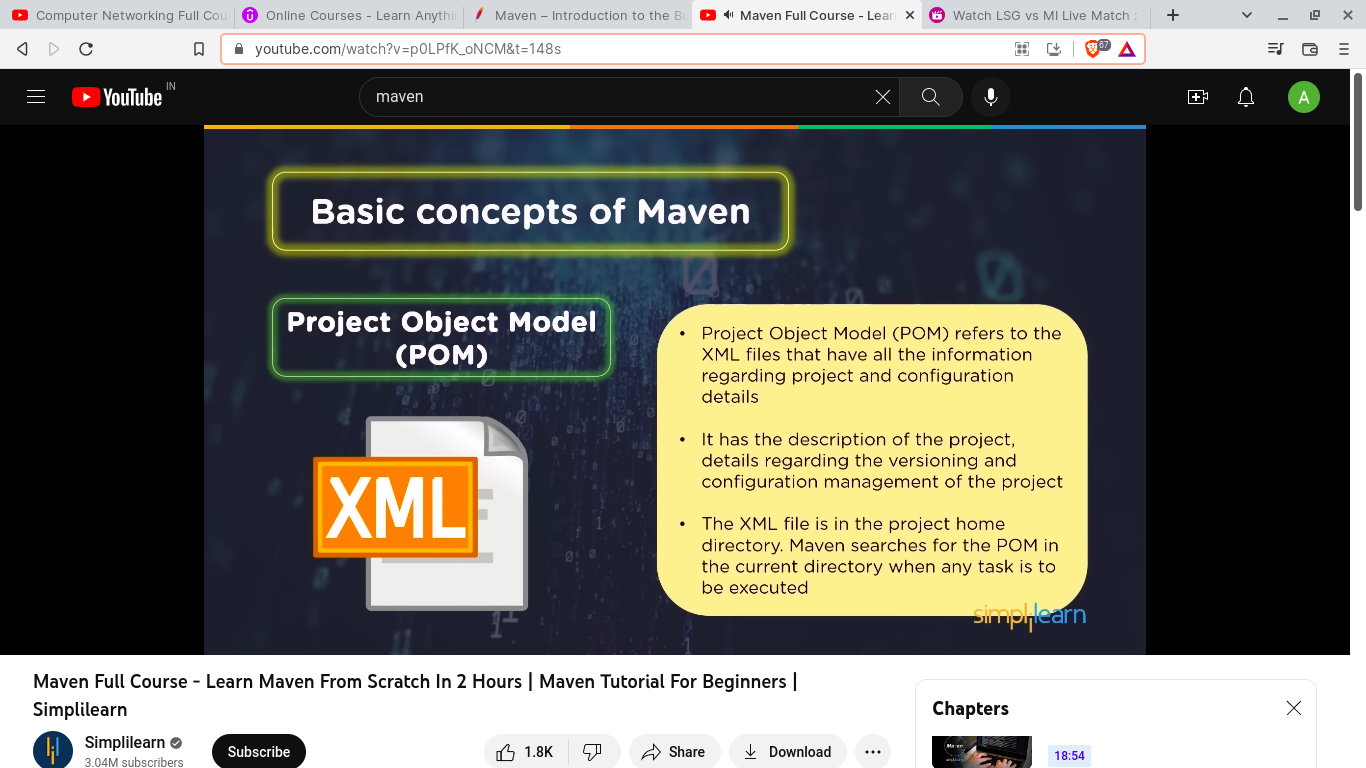 Computer Networking Full Cou
Online Courses - Learn Anythin
Maven – Introduction to the Bu
Maven Full Course - Learn
Watch LSG vs MI Live Match :
youtube.com/watch?v=p0LPfK_oNCM&t=148s
67
YouTube IN
maven
A
Basic concepts of Maven
Project Object Model
(POM)
XML
• Project Object Model (POM) refers to the
XML files that have all the information
regarding project and configuration
details
• It has the description of the project,
details regarding the versioning and
configuration management of the project
• The XML file is in the project home
directory. Maven searches for the POM in
the current directory when any task is to
be executed
simplilearn
Maven Full Course - Learn Maven From Scratch In 2 Hours | Maven Tutorial For Beginners |
Simplilearn
Simplilearn
3.04M subscribers
Subscribe
1.8K
Share
Download
Chapters
18:54